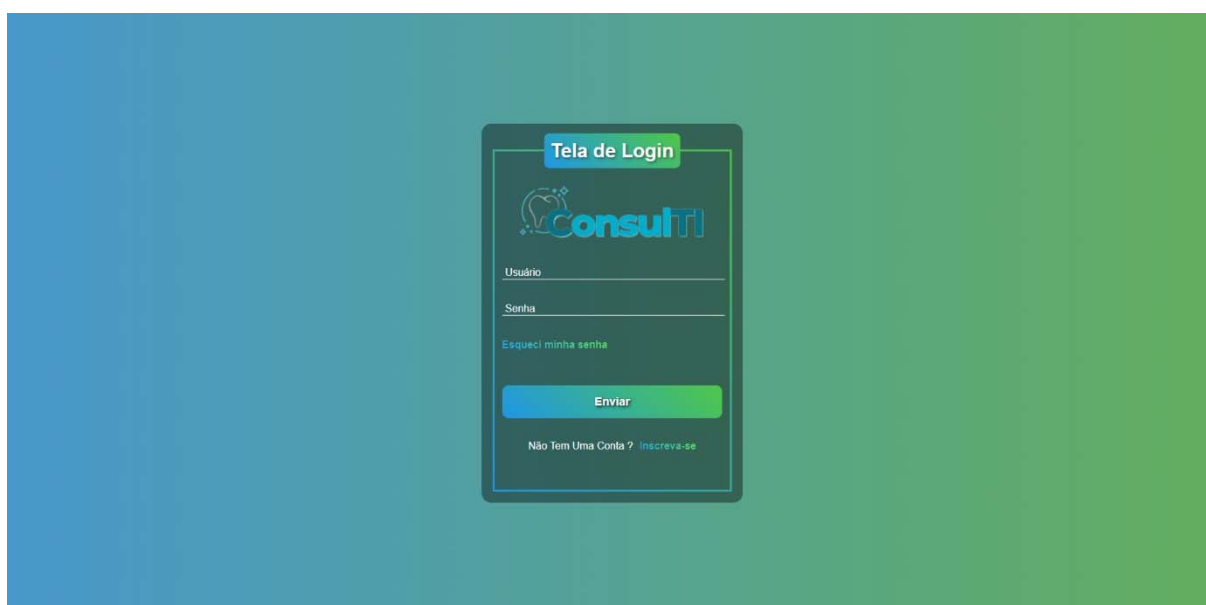 Tela de Login
ConsulTI
Usuário
Senha
Esqueci minha senha
Enviar
Não Tem Uma Conta ? Inscreva-se